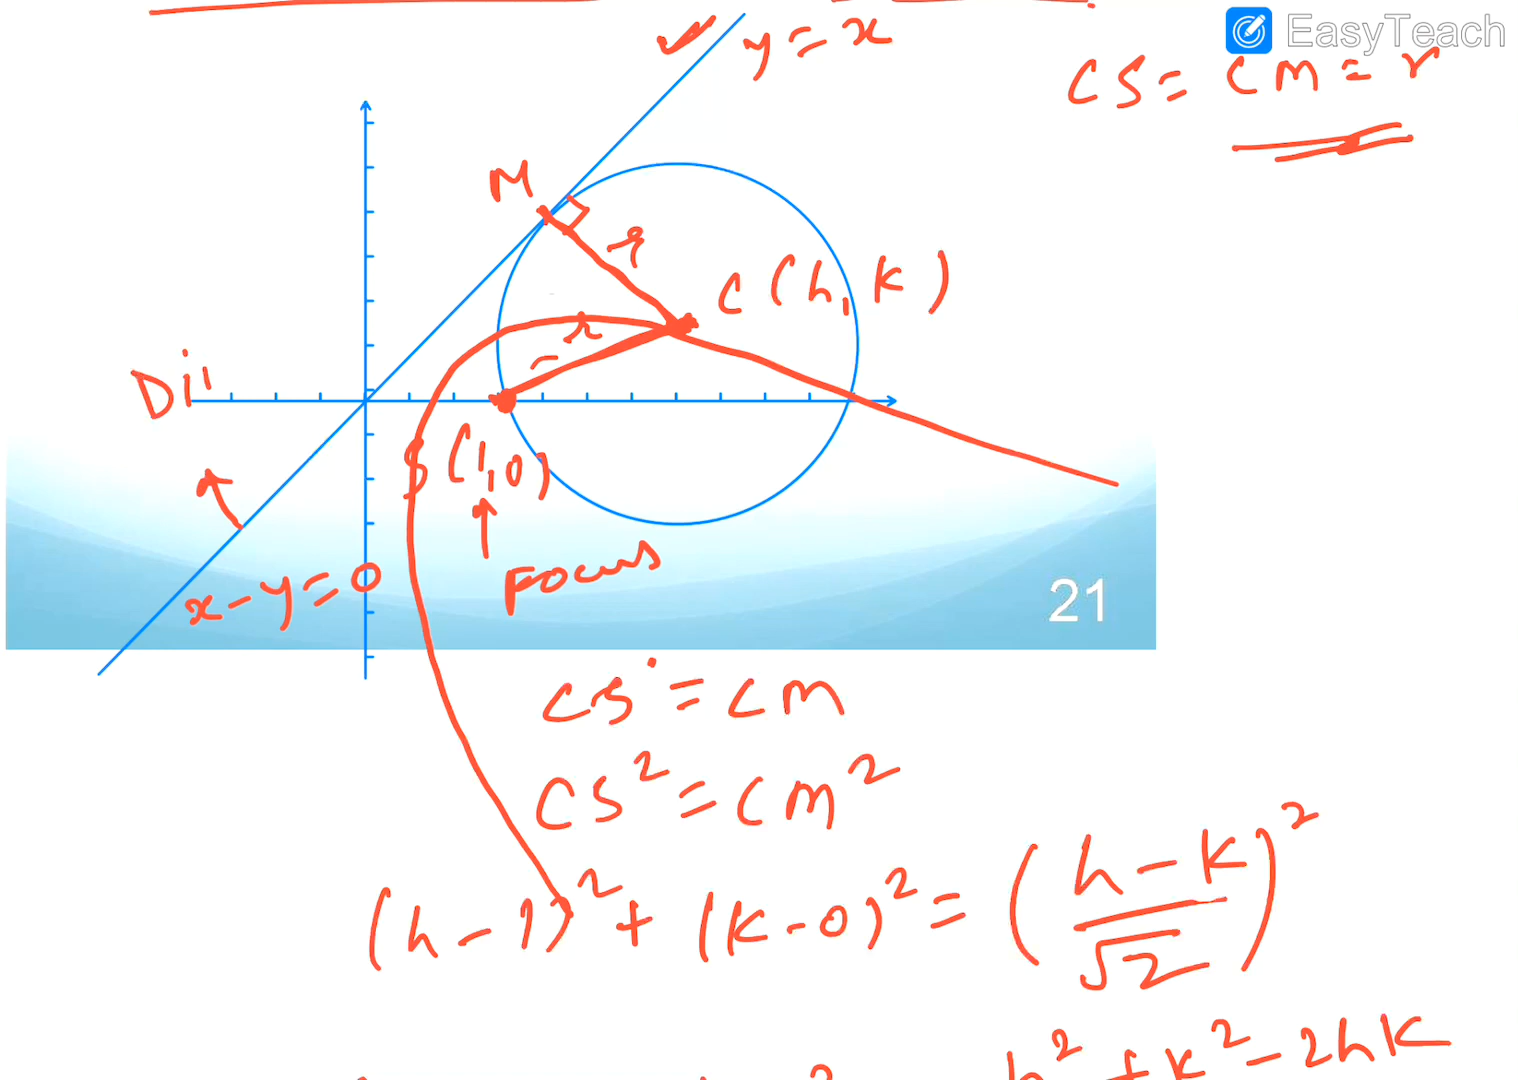 EasyTeach
y = x
CS = CM = r
M
r
C (h, k)
r
Dir
S (1, 0)
Focus
x - y = 0
21
CS = CM
CS² = CM²
(h - 1)² + (k - 0)² = ((h - k)/√2)²
h² + k² - 2hk